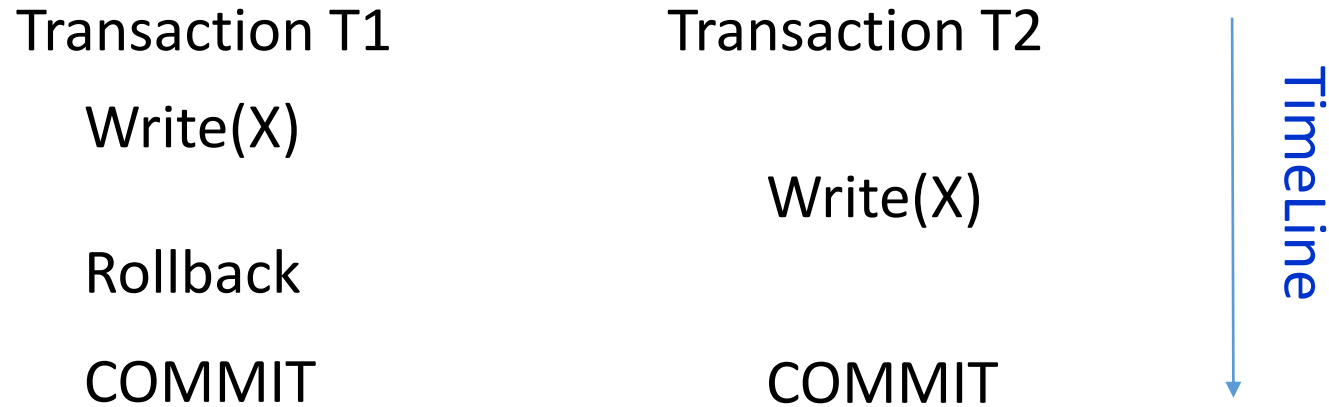 Transaction T1 Transaction T2
Write(X)
Write(X)
Rollback
COMMIT COMMIT
TimeLine